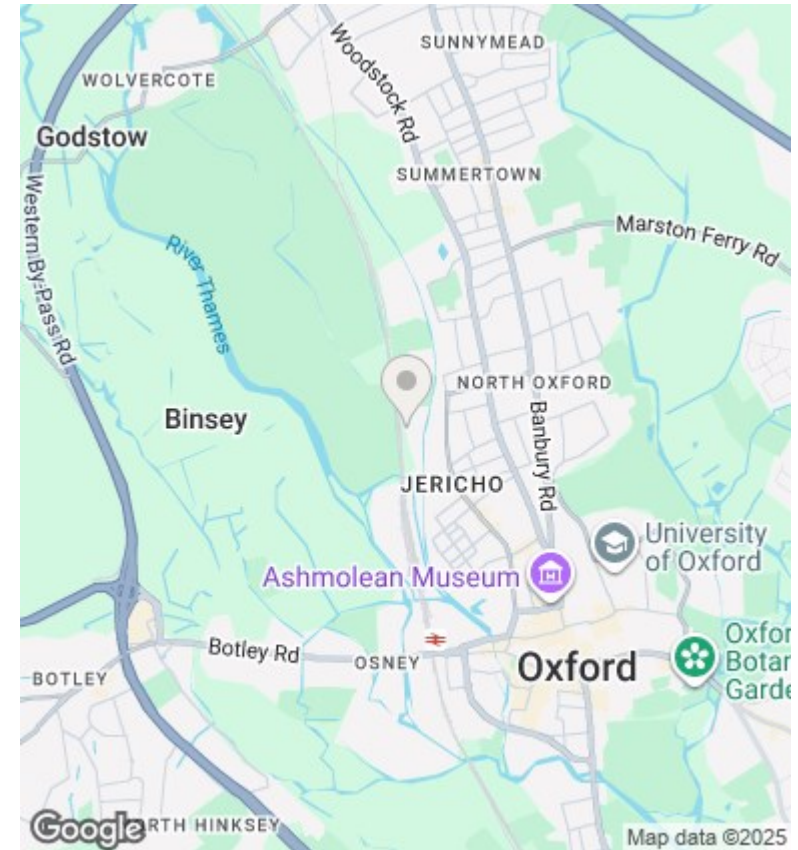 SUNNYMEAD
WOLVERCOTE
Woodstock Rd
Godstow
SUMMERTOWN
Marston Ferry Rd
Western By-Pass Rd
River Thames
NORTH OXFORD
Binsey
Banbury Rd
JERICHO
University
of Oxford
Ashmolean Museum
Botley Rd
OSNEY
Oxford
BOTLEY
Oxfor
Botan
Garde
Google
RTH HINKSEY
Map data ©2025